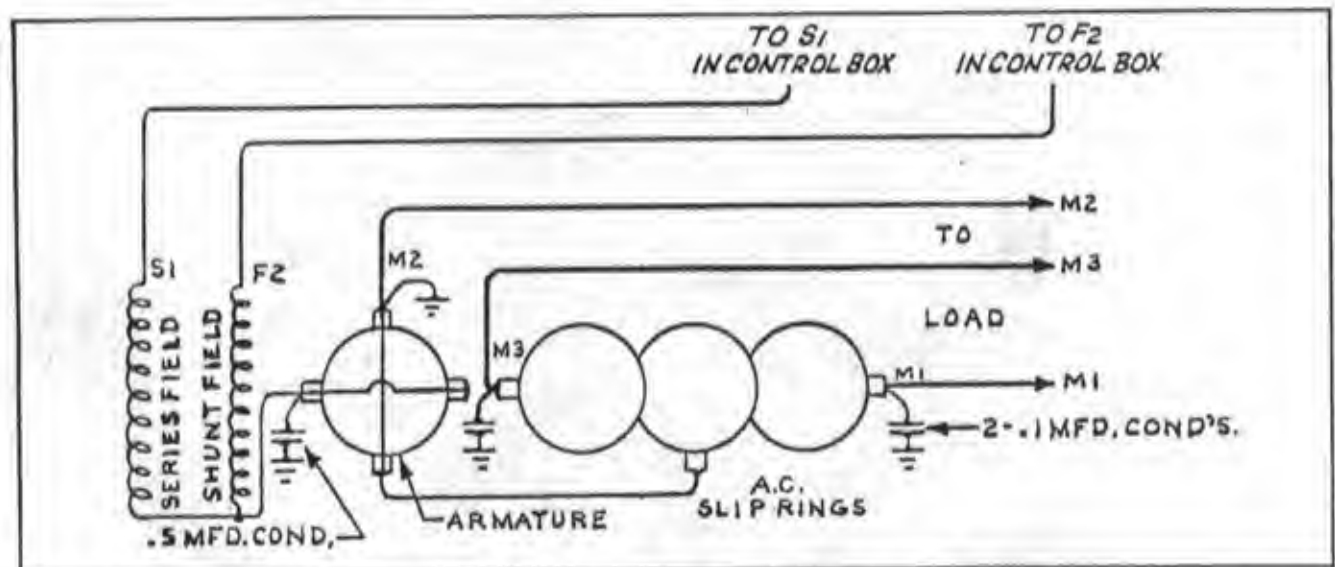 TO S1
IN CONTROL BOX
TO F2
IN CONTROL BOX
M2
TO
M3
LOAD
M1
S1
F2
M2
M3
M1
SERIES FIELD
SHUNT FIELD
2-.1 MFD. COND'S.
A.C.
SLIP RINGS
ARMATURE
.5 MFD. COND,